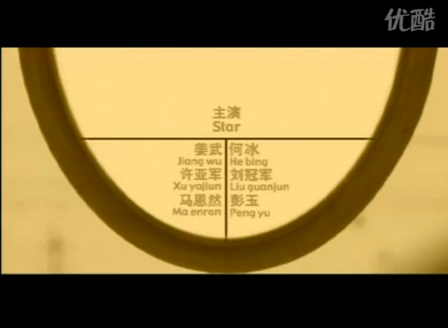 优酷
主演
Star
姜武 何冰
Jiang wu He bing
许亚军 刘冠军
Xu yajun Liu guanjun
马恩然 彭玉
Ma enran Peng yu